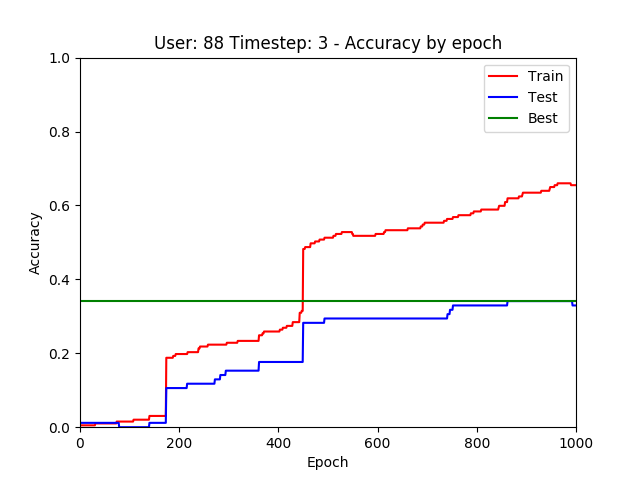 User: 88 Timestep: 3 - Accuracy by epoch
1.0
Train
Test
Best
0.8
0.6
Accuracy
0.4
0.2
0.0
0 200 400 600 800 1000
Epoch